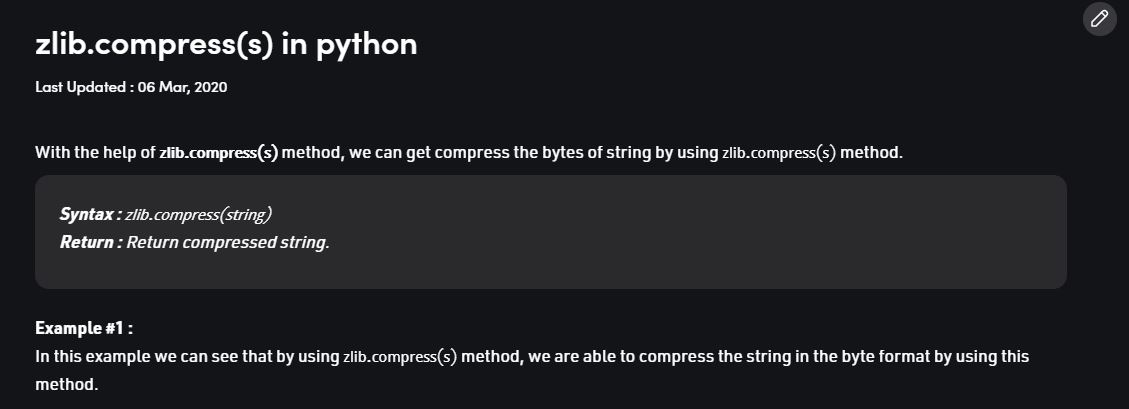 zlib.compress(s) in python
Last Updated : 06 Mar, 2020
With the help of zlib.compress(s) method, we can get compress the bytes of string by using zlib.compress(s) method.
Syntax : zlib.compress(string)
Return : Return compressed string.
Example #1 :
In this example we can see that by using zlib.compress(s) method, we are able to compress the string in the byte format by using this
method.